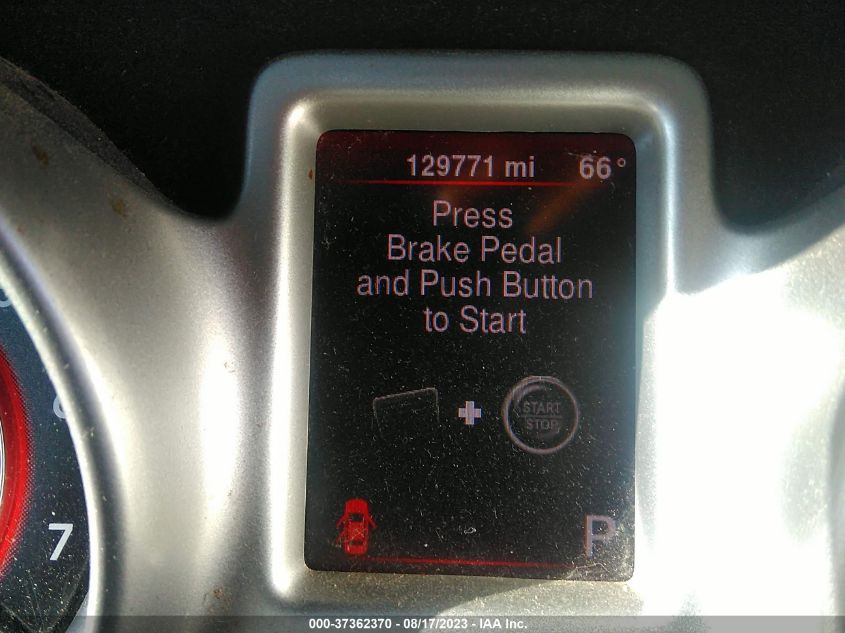 129771 mi 66°
Press
Brake Pedal
and Push Button
to Start
START
STOP
P
6
7
000-37362370 - 08/17/2023 - IAA Inc.